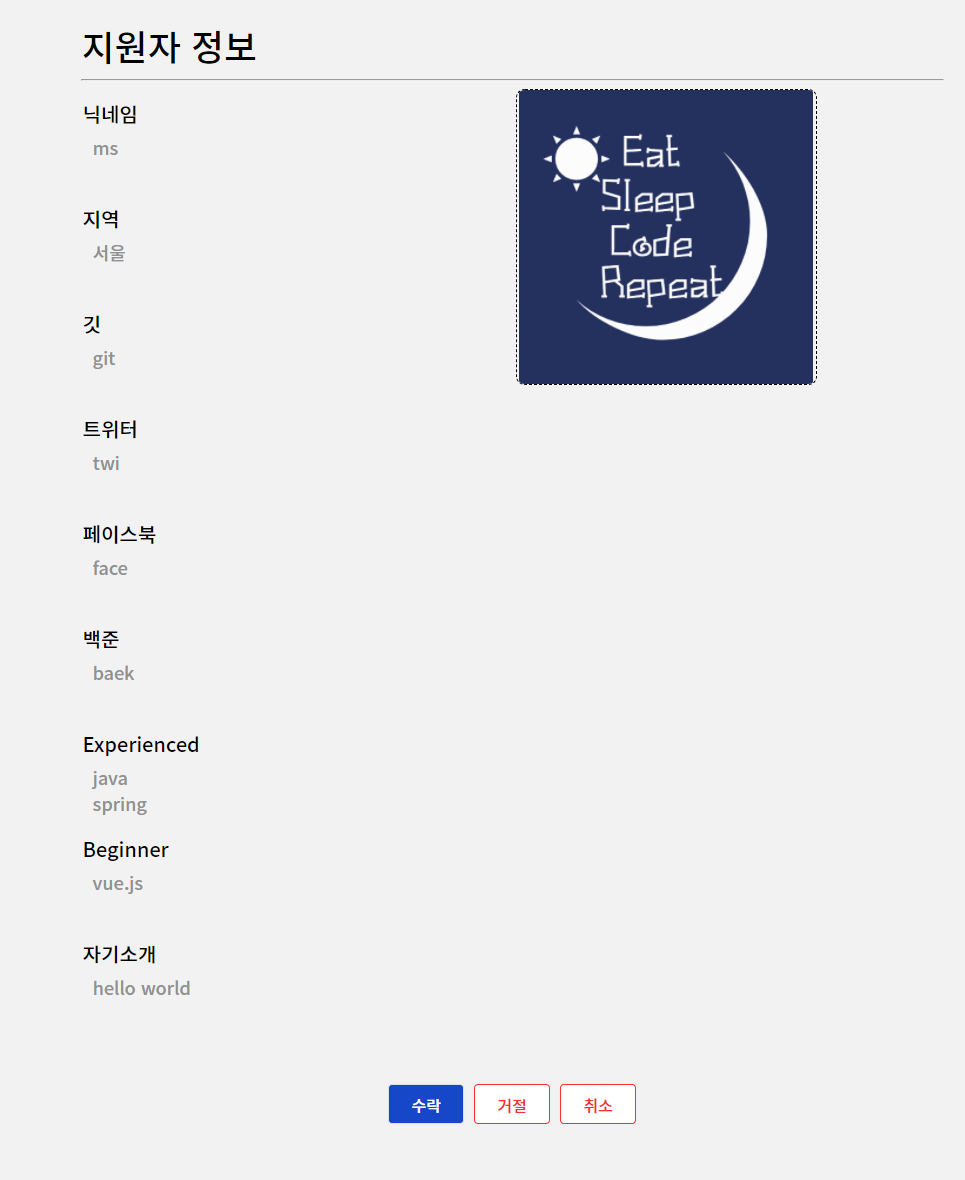 지원자 정보
닉네임
ms
지역
서울
깃
git
트위터
twi
페이스북
face
백준
baek
Experienced
java
spring
Beginner
vue.js
자기소개
hello world
Eat
Sleep
Code
Repeat
수락
거절
취소